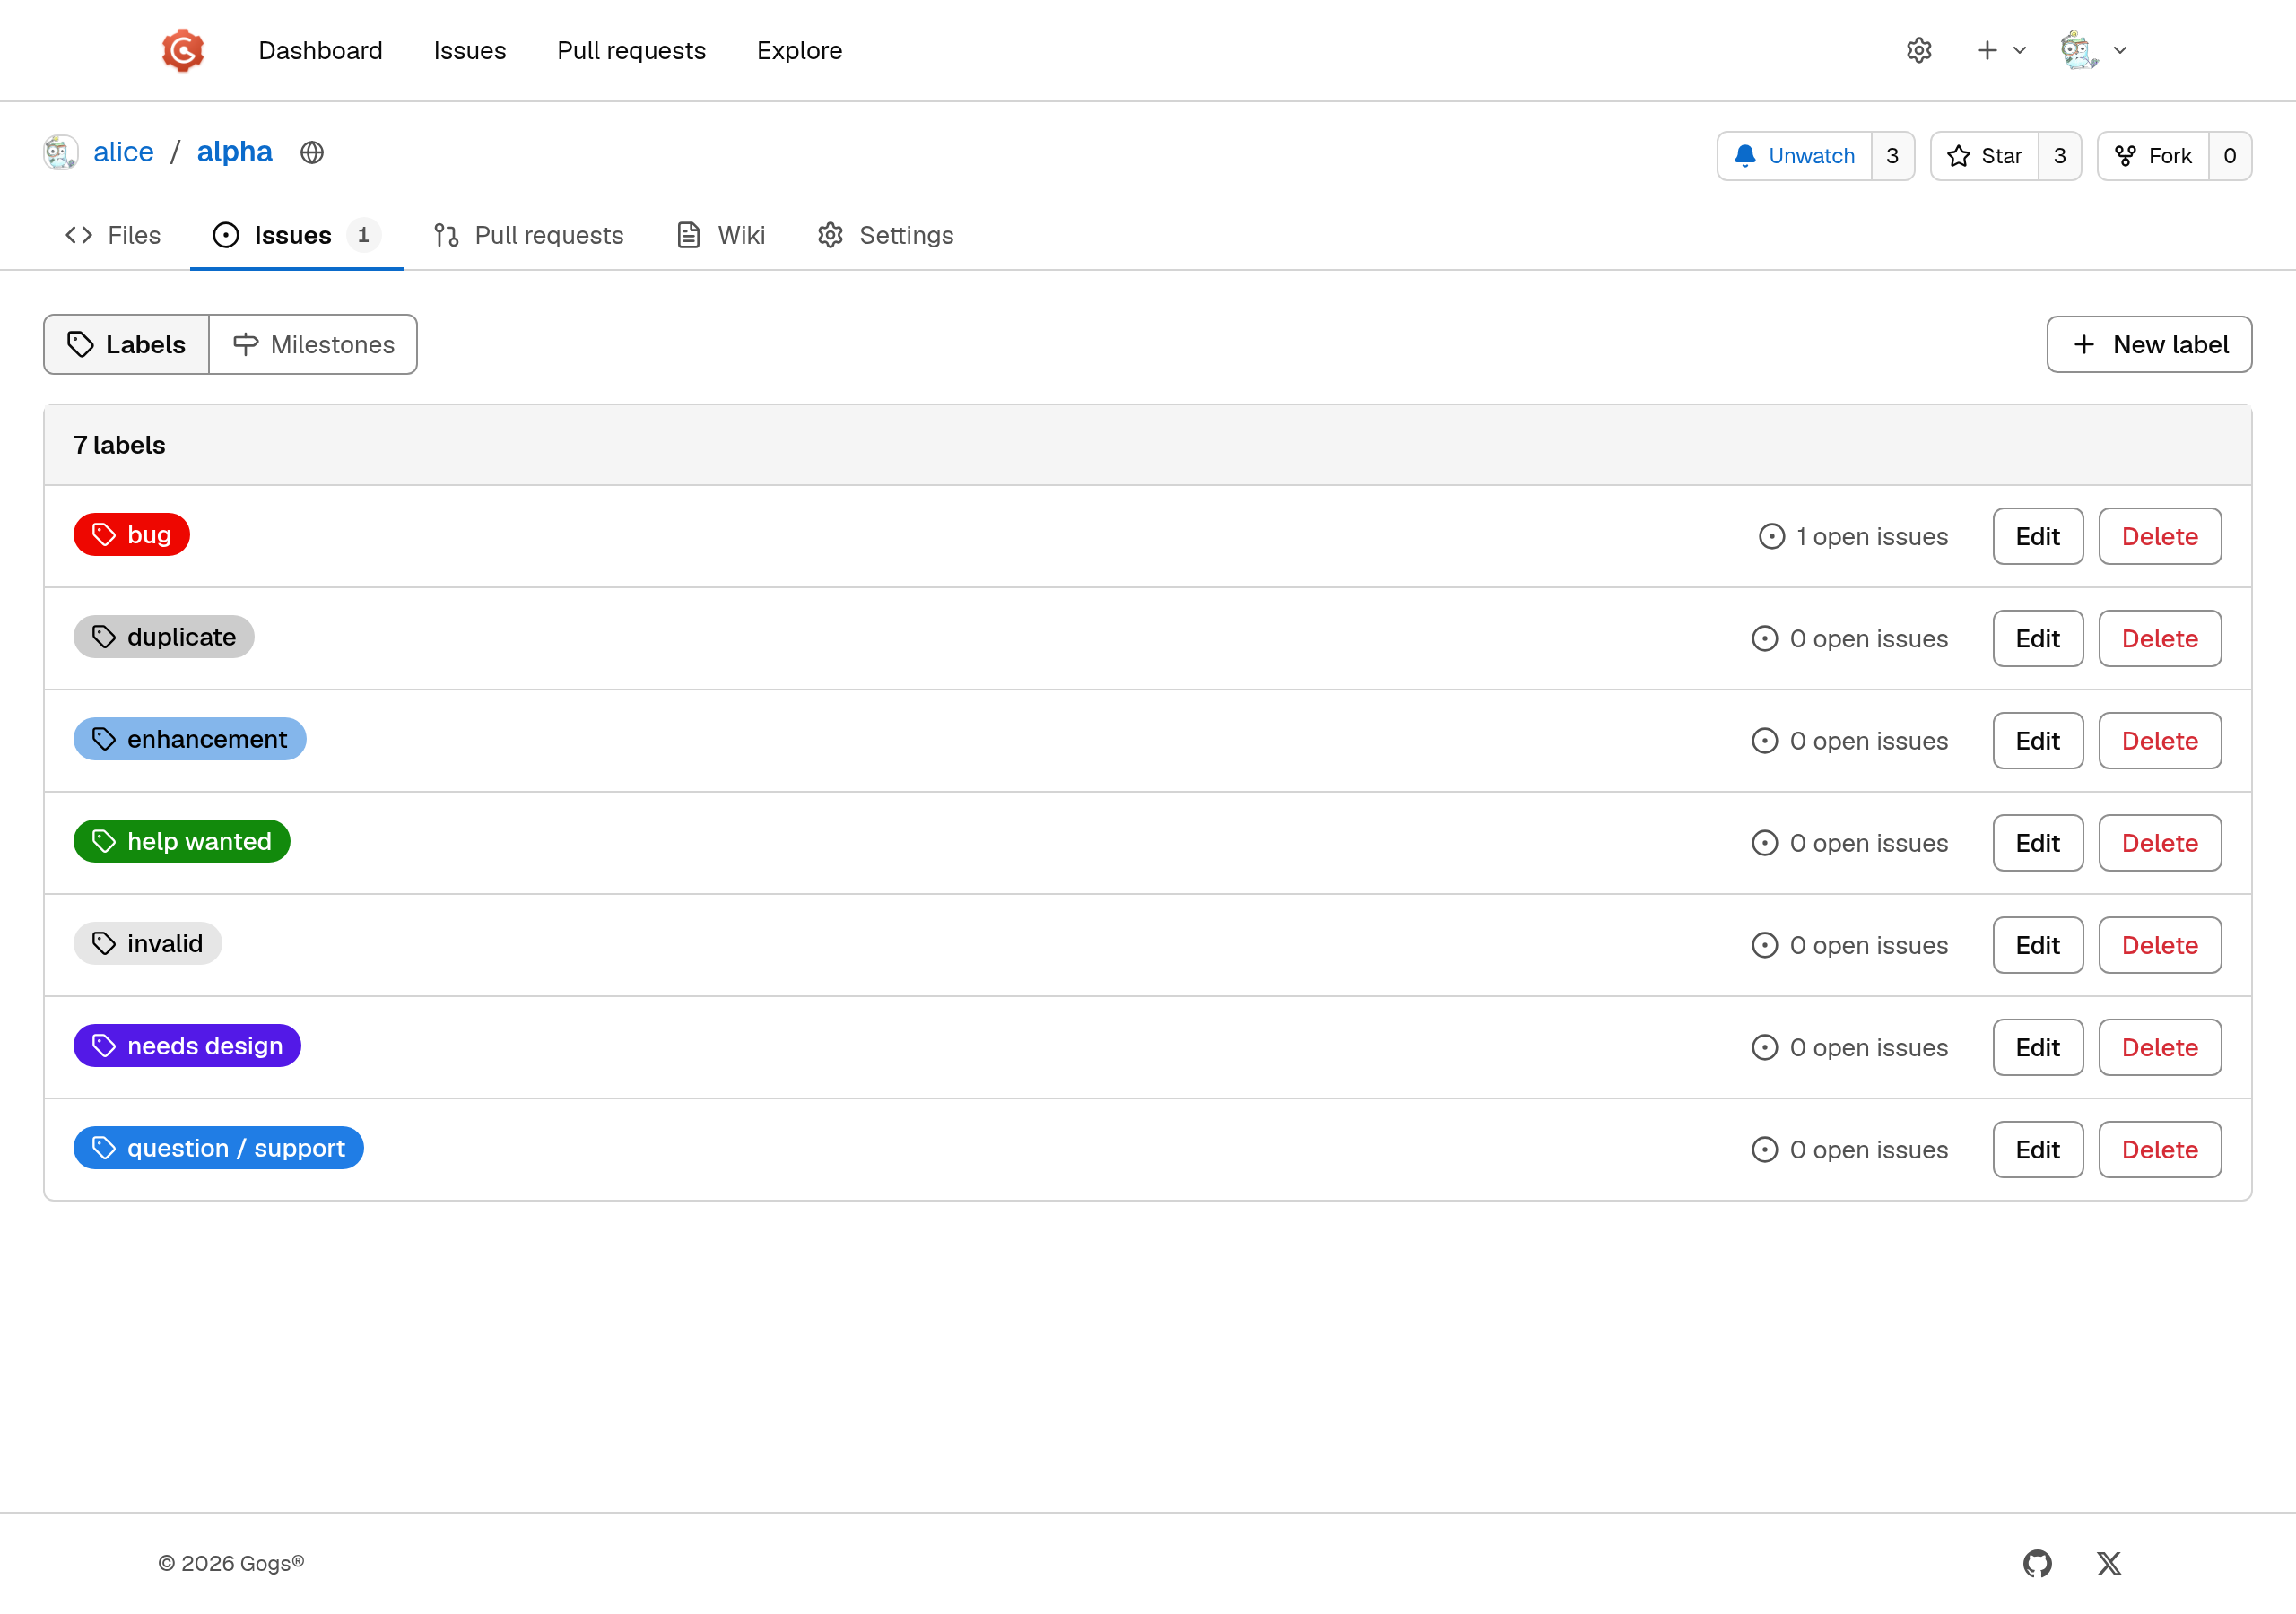 Dashboard Issues Pull requests Explore
alice / alpha
Unwatch 3 Star 3 Fork 0
Files Issues 1 Pull requests Wiki Settings
Labels Milestones
New label
7 labels
bug 1 open issues Edit Delete
duplicate 0 open issues Edit Delete
enhancement 0 open issues Edit Delete
help wanted 0 open issues Edit Delete
invalid 0 open issues Edit Delete
needs design 0 open issues Edit Delete
question / support 0 open issues Edit Delete
© 2026 Gogs®